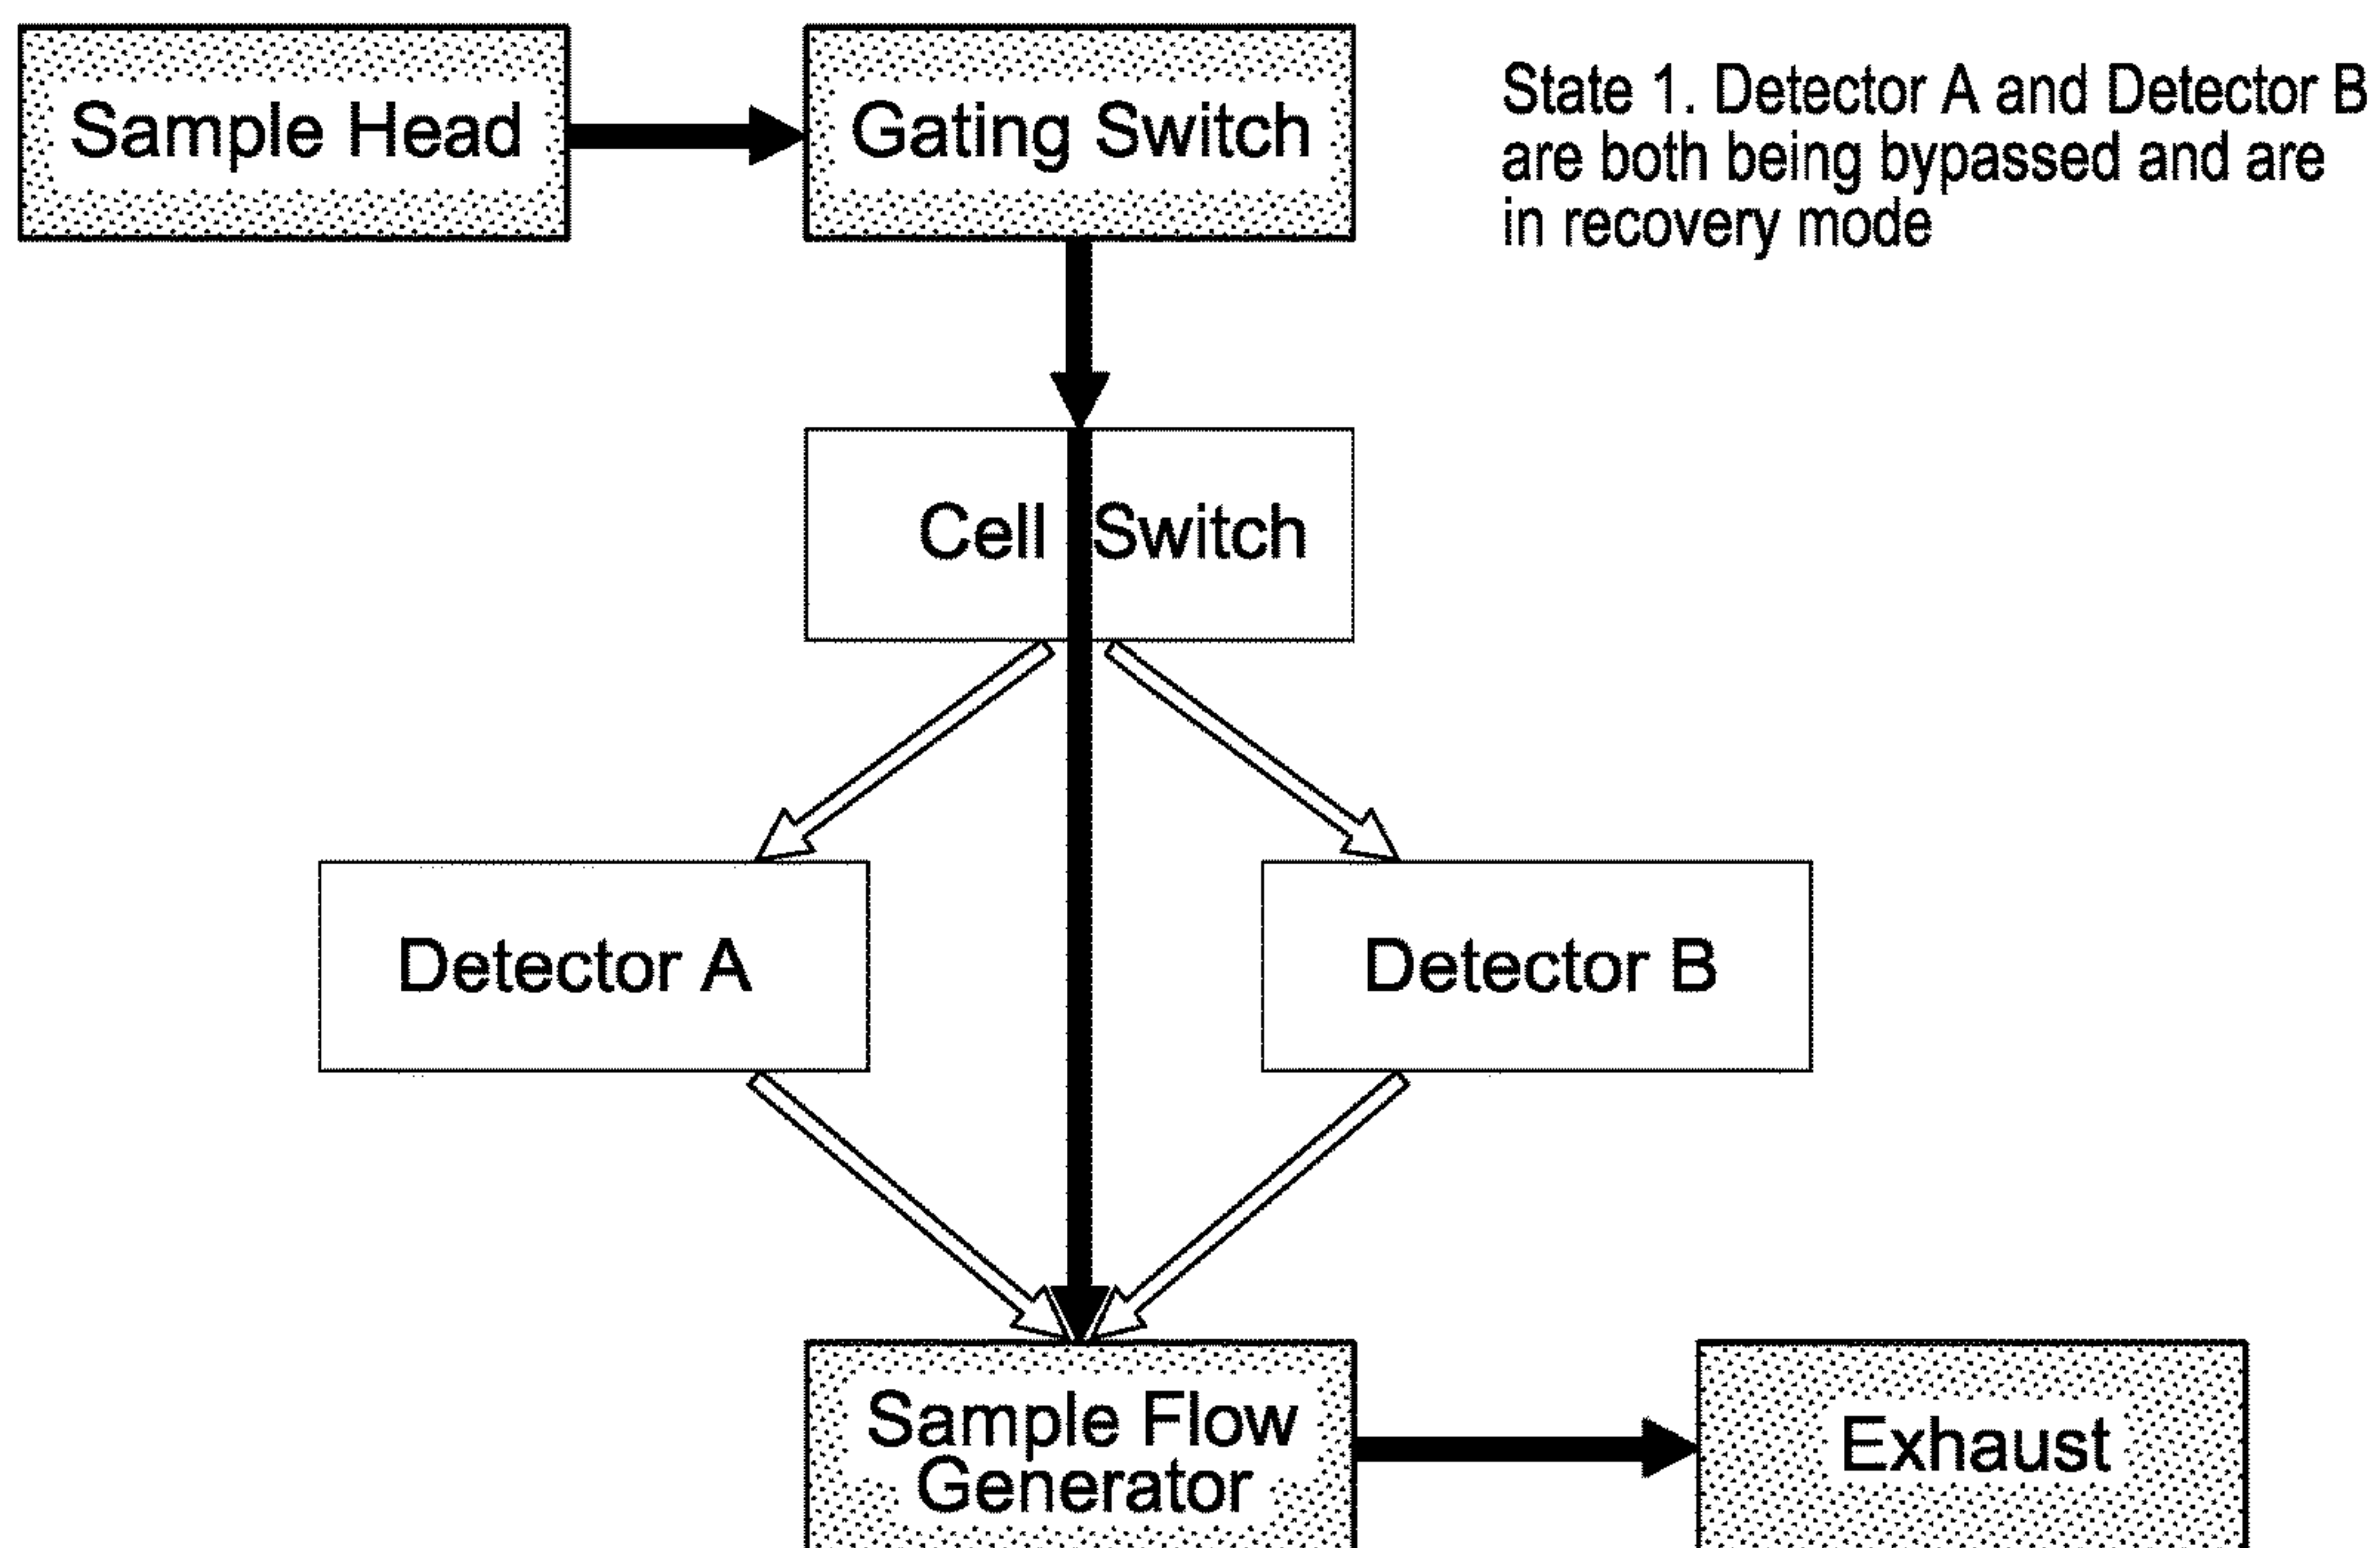 Sample Head
Gating Switch
State 1. Detector A and Detector B
are both being bypassed and are
in recovery mode
Cell Switch
Detector A
Detector B
Sample Flow
Generator
Exhaust